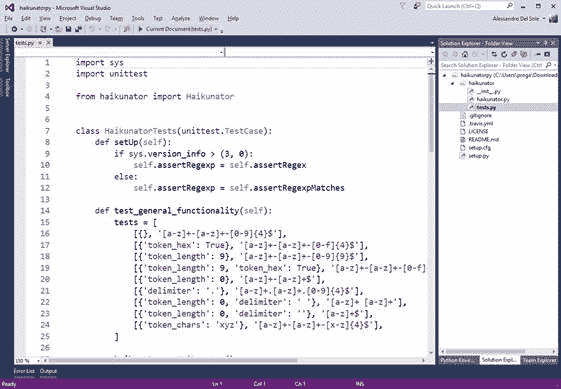 haikunatorpy - Microsoft Visual Studio
Quick Launch (Ctrl+Q)
File Edit View Project Debug Team Tools Test Analyze Window Help
Alessandro Del Sole
Current Document (tests.py)
Server Explorer
Toolbox
tests.py
1 import sys
2 import unittest
3
4 from haikunator import Haikunator
5
6
7 class HaikunatorTests(unittest.TestCase):
8 def setUp(self):
9 if sys.version_info > (3, 0):
10 self.assertRegexp = self.assertRegex
11 else:
12 self.assertRegexp = self.assertRegexpMatches
13
14 def test_general_functionality(self):
15 tests = [
16 [{}, '[a-z]+-[a-z]+-[0-9]{4}$'],
17 [{'token_hex': True}, '[a-z]+-[a-z]+-[0-f]{4}$'],
18 [{'token_length': 9}, '[a-z]+-[a-z]+-[0-9]{9}$'],
19 [{'token_length': 9, 'token_hex': True}, '[a-z]+-[a-z]+-[0-f]
20 [{'token_length': 0}, '[a-z]+-[a-z]+$'],
21 [{'delimiter': '.'}, '[a-z]+.[a-z]+.[0-9]{4}$'],
22 [{'token_length': 0, 'delimiter': ' '}, '[a-z]+ [a-z]+'],
23 [{'token_length': 0, 'delimiter': ''}, '[a-z]+$'],
24 [{'token_chars': 'xyz'}, '[a-z]+-[a-z]+-[x-z]{4}$'],
25 ]
150 %
Solution Explorer - Folder View
Search Solution Explorer - Folder View (Ctrl+;)
haikunatorpy (C:\Users\proga\Download
haikunator
__init__.py
haikunator.py
tests.py
.gitignore
.travis.yml
LICENSE
README.md
setup.cfg
setup.py
Python Envi...
Solution Expl...
Team Explorer
Error List Output
Ready
Ln 1
Col 1
Ch 1
INS